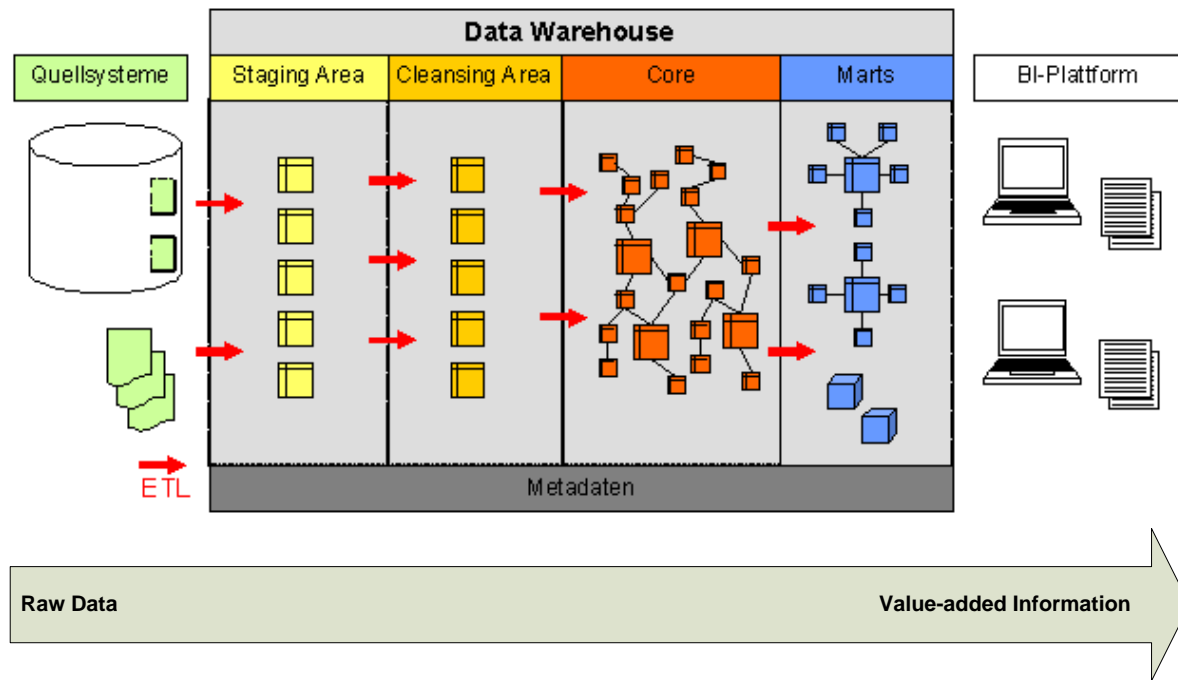 Data Warehouse
Quellsysteme
Staging Area
Cleansing Area
Core
Marts
BI-Plattform
ETL
Metadaten
Raw Data
Value-added Information